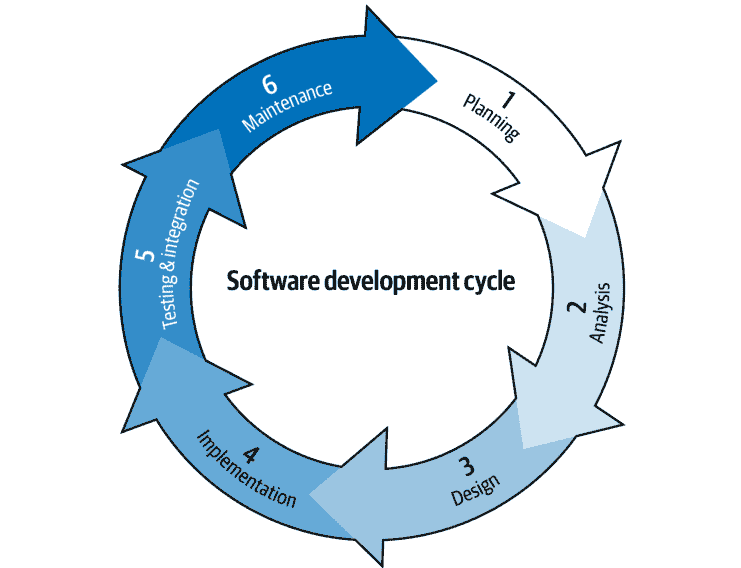 1
Planning
2
Analysis
3
Design
4
Implementation
5
Testing & integration
6
Maintenance
Software development cycle